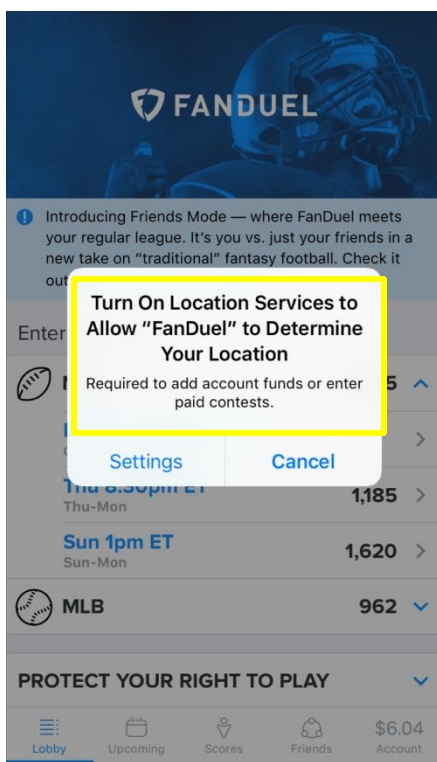 FANDUEL
Introducing Friends Mode — where FanDuel meets
your regular league. It's you vs. just your friends in a
new take on “traditional” fantasy football. Check it
out
Turn On Location Services to
Allow “FanDuel” to Determine
Your Location
Required to add account funds or enter
paid contests.
Settings Cancel
Enter
N 5
Thu 8:30pm ET 1,185
Thu-Mon
Sun 1pm ET 1,620
Sun-Mon
MLB 962
PROTECT YOUR RIGHT TO PLAY
Lobby Upcoming Scores Friends $6.04
Account